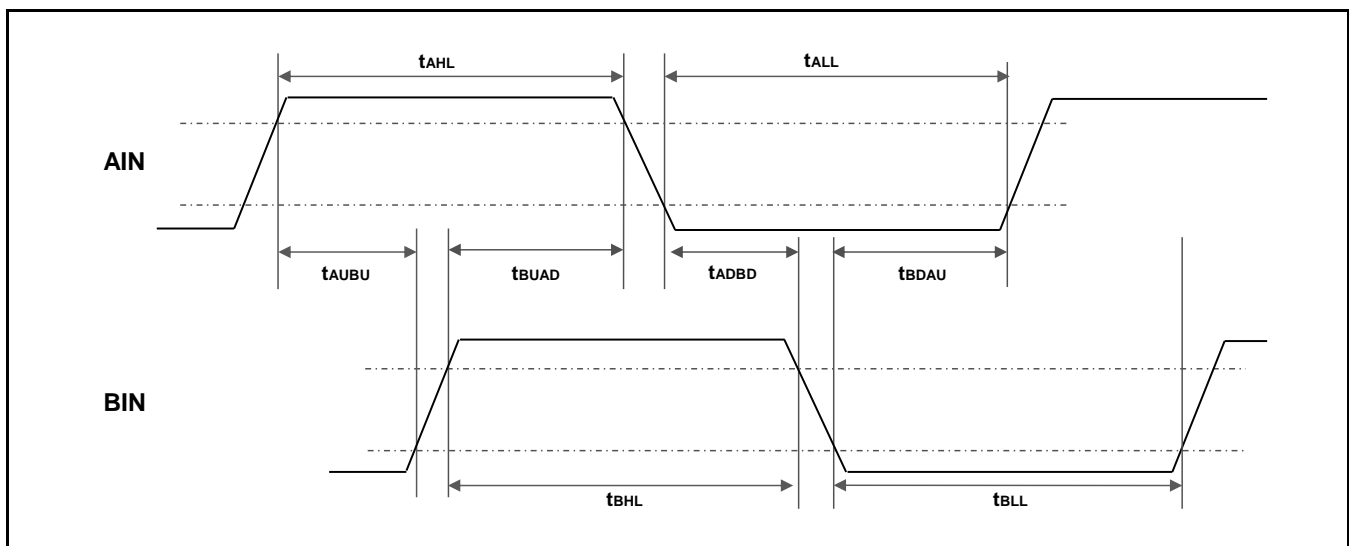 tAHL
tALL
AIN
tAUBU
tBUAD
tADBD
tBDAU
BIN
tBHL
tBLL